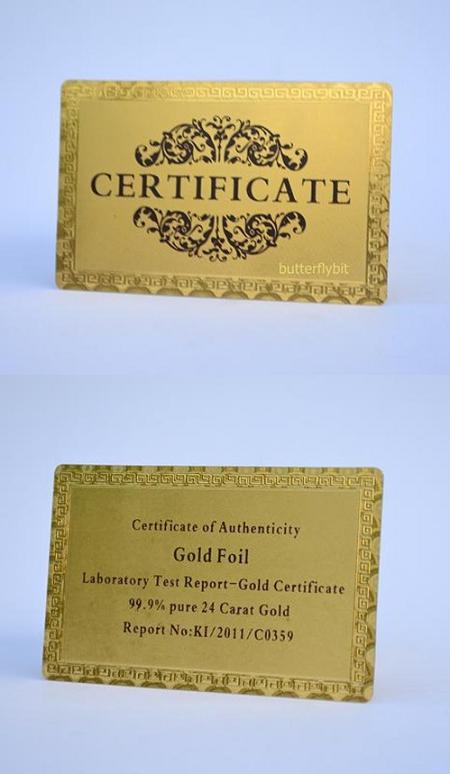 CERTIFICATE
butterflybit
Certificate of Authenticity
Gold Foil
Laboratory Test Report-Gold Certificate
99.9% pure 24 Carat Gold
Report No:KI/2011/C0359